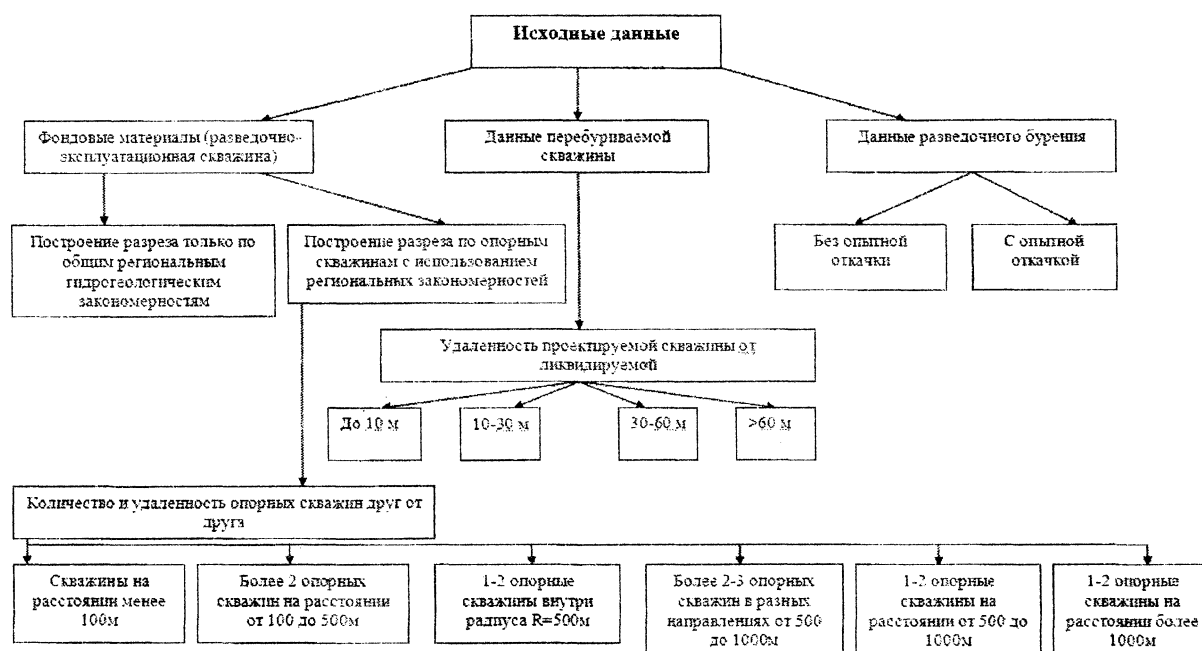 Исходные данные
Фондовые материалы (разведочно-
эксплуатационная скважина)
Данные перебуриваемой
скважины
Данные разведочного бурения
Построение разреза только по
общим региональным
гидрогеологическим
закономерностям
Построение разреза по опорным
скважинам с использованием
региональных закономерностей
Без опытной
откачки
С опытной
откачкой
Удаленность проектируемой скважины от
ликвидируемой
До 10 м
10-30 м
30-60 м
>60 м
Количество и удаленность опорных скважин друг от
друга
Скважины на
расстоянии менее
100м
Более 2 опорных
скважин на расстоянии
от 100 до 500м
1-2 опорные
скважины внутри
радиуса R=500м
Более 2-3 опорных
скважин в разных
направлениях от 500
до 1000м
1-2 опорные
скважины на
расстоянии от 500 до
1000м
1-2 опорные
скважины на
расстоянии более
1000м